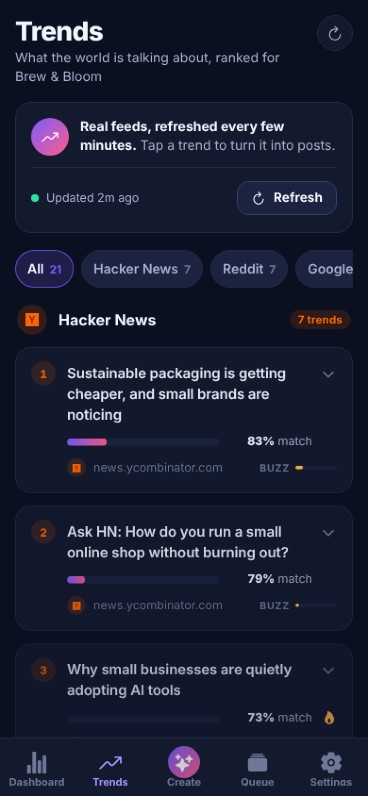 Trends
What the world is talking about, ranked for
Brew & Bloom
Real feeds, refreshed every few
minutes. Tap a trend to turn it into posts.
Updated 2m ago
Refresh
All 21
Hacker News 7
Reddit 7
Google
Y
Hacker News
7 trends
1
Sustainable packaging is getting
cheaper, and small brands are
noticing
83% match
Y
news.ycombinator.com
BUZZ
2
Ask HN: How do you run a small
online shop without burning out?
79% match
Y
news.ycombinator.com
BUZZ
3
Why small businesses are quietly
adopting AI tools
73% match
Dashboard
Trends
Create
Queue
Settings